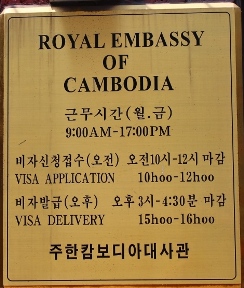 ROYAL EMBASSY
OF
CAMBODIA
근무시간(월.금)
9:00AM-17:00PM
비자신청접수(오전) 오전10시-12시 마감
VISA APPLICATION 10hoo-12hoo
비자발급(오후) 오후3시-4:30분 마감
VISA DELIVERY 15hoo-16hoo
주한캄보디아대사관